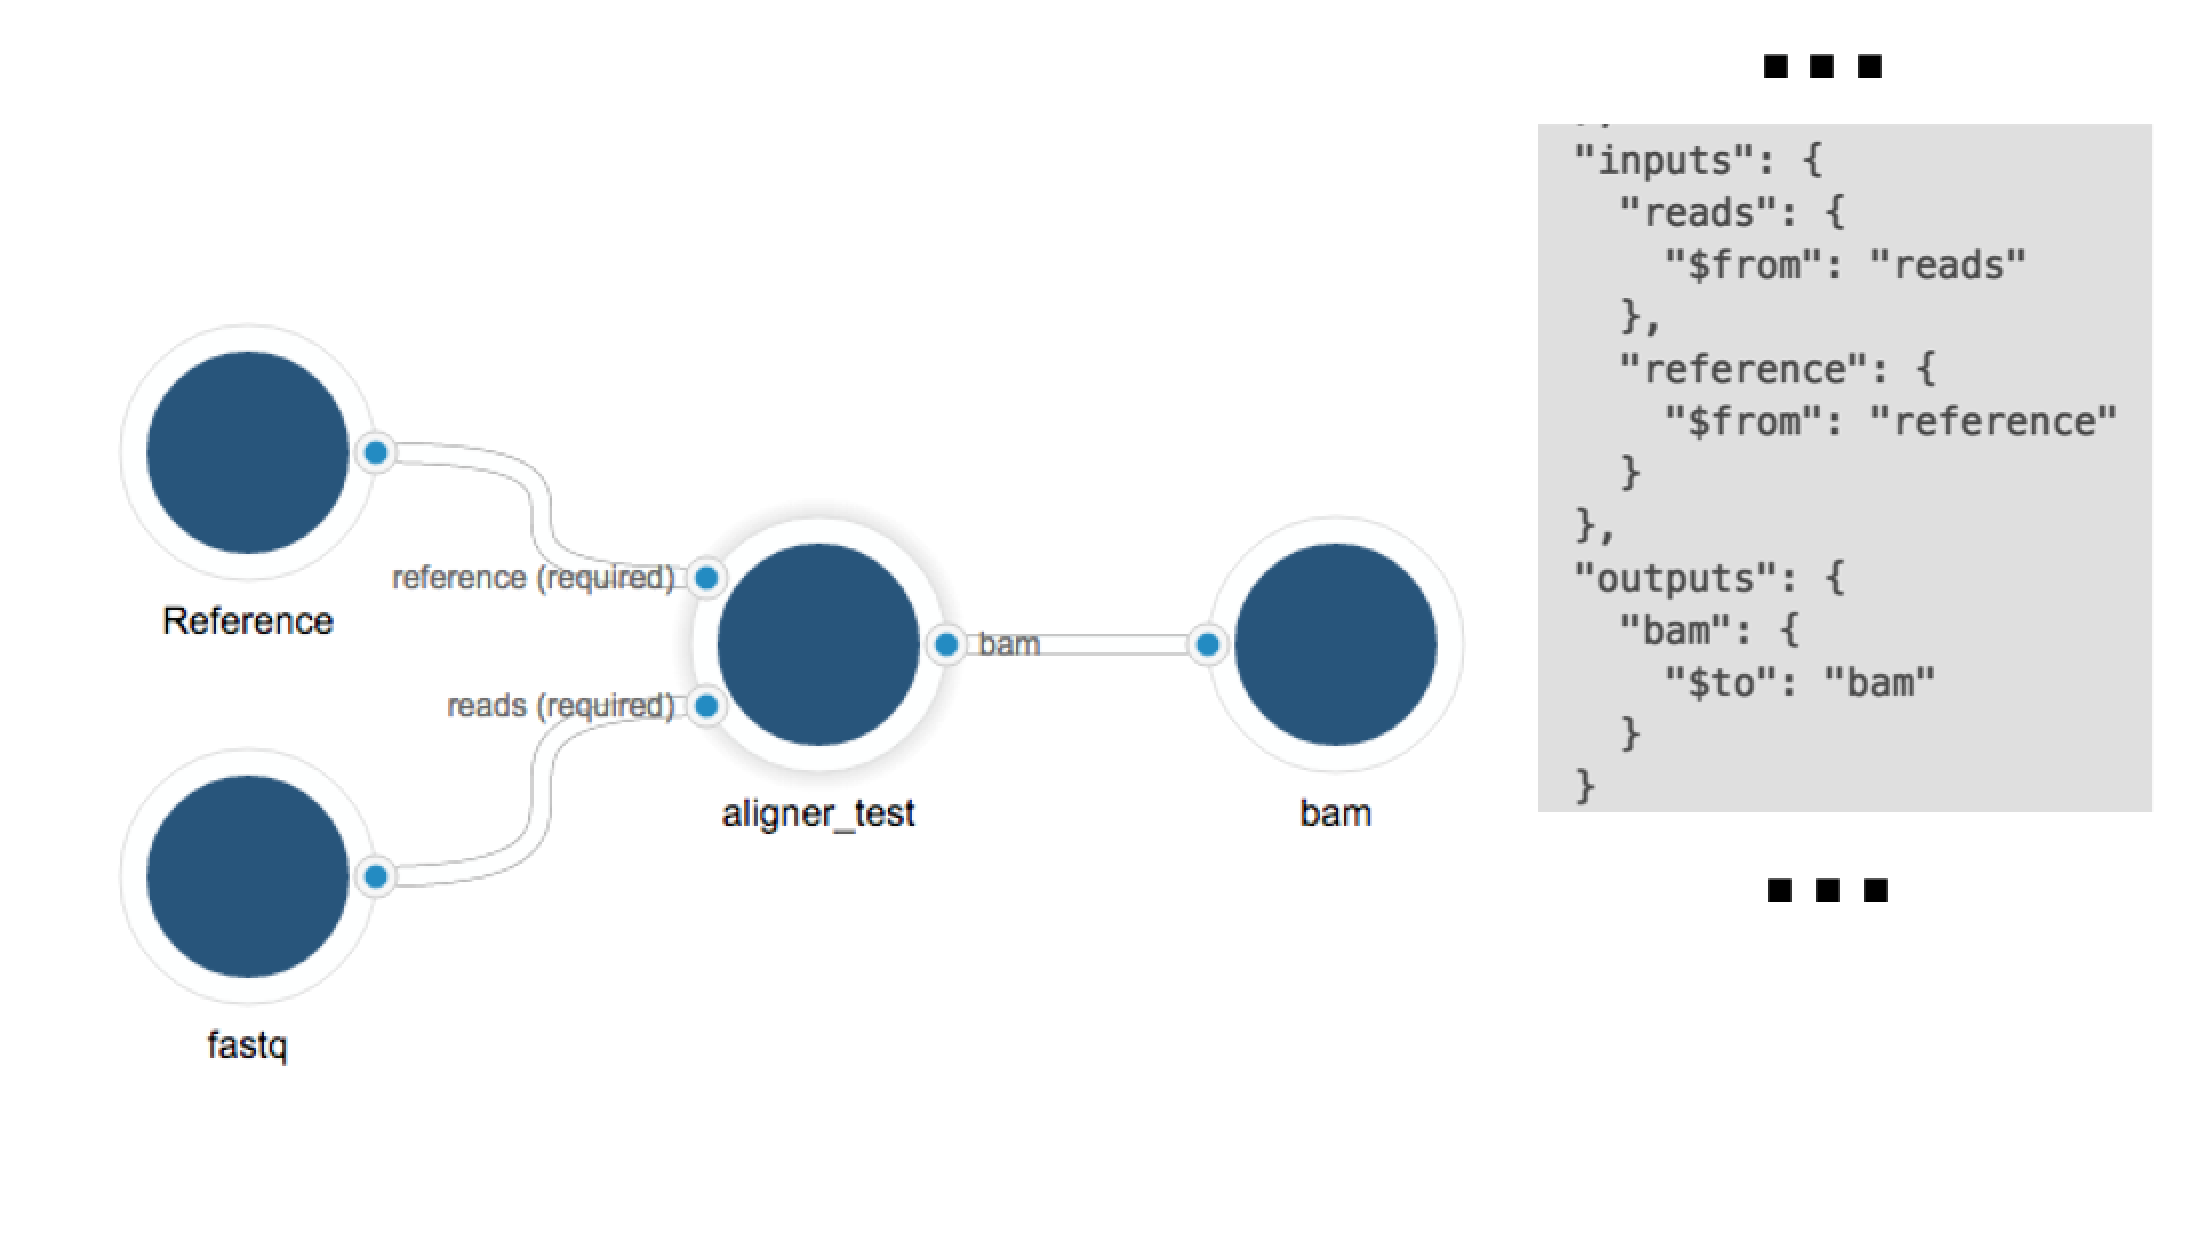 reference (required)
Reference
reads (required)
bam
aligner_test
bam
fastq
"inputs": {
"reads": {
"$from": "reads"
},
"reference": {
"$from": "reference"
}
},
"outputs": {
"bam": {
"$to": "bam"
}
}